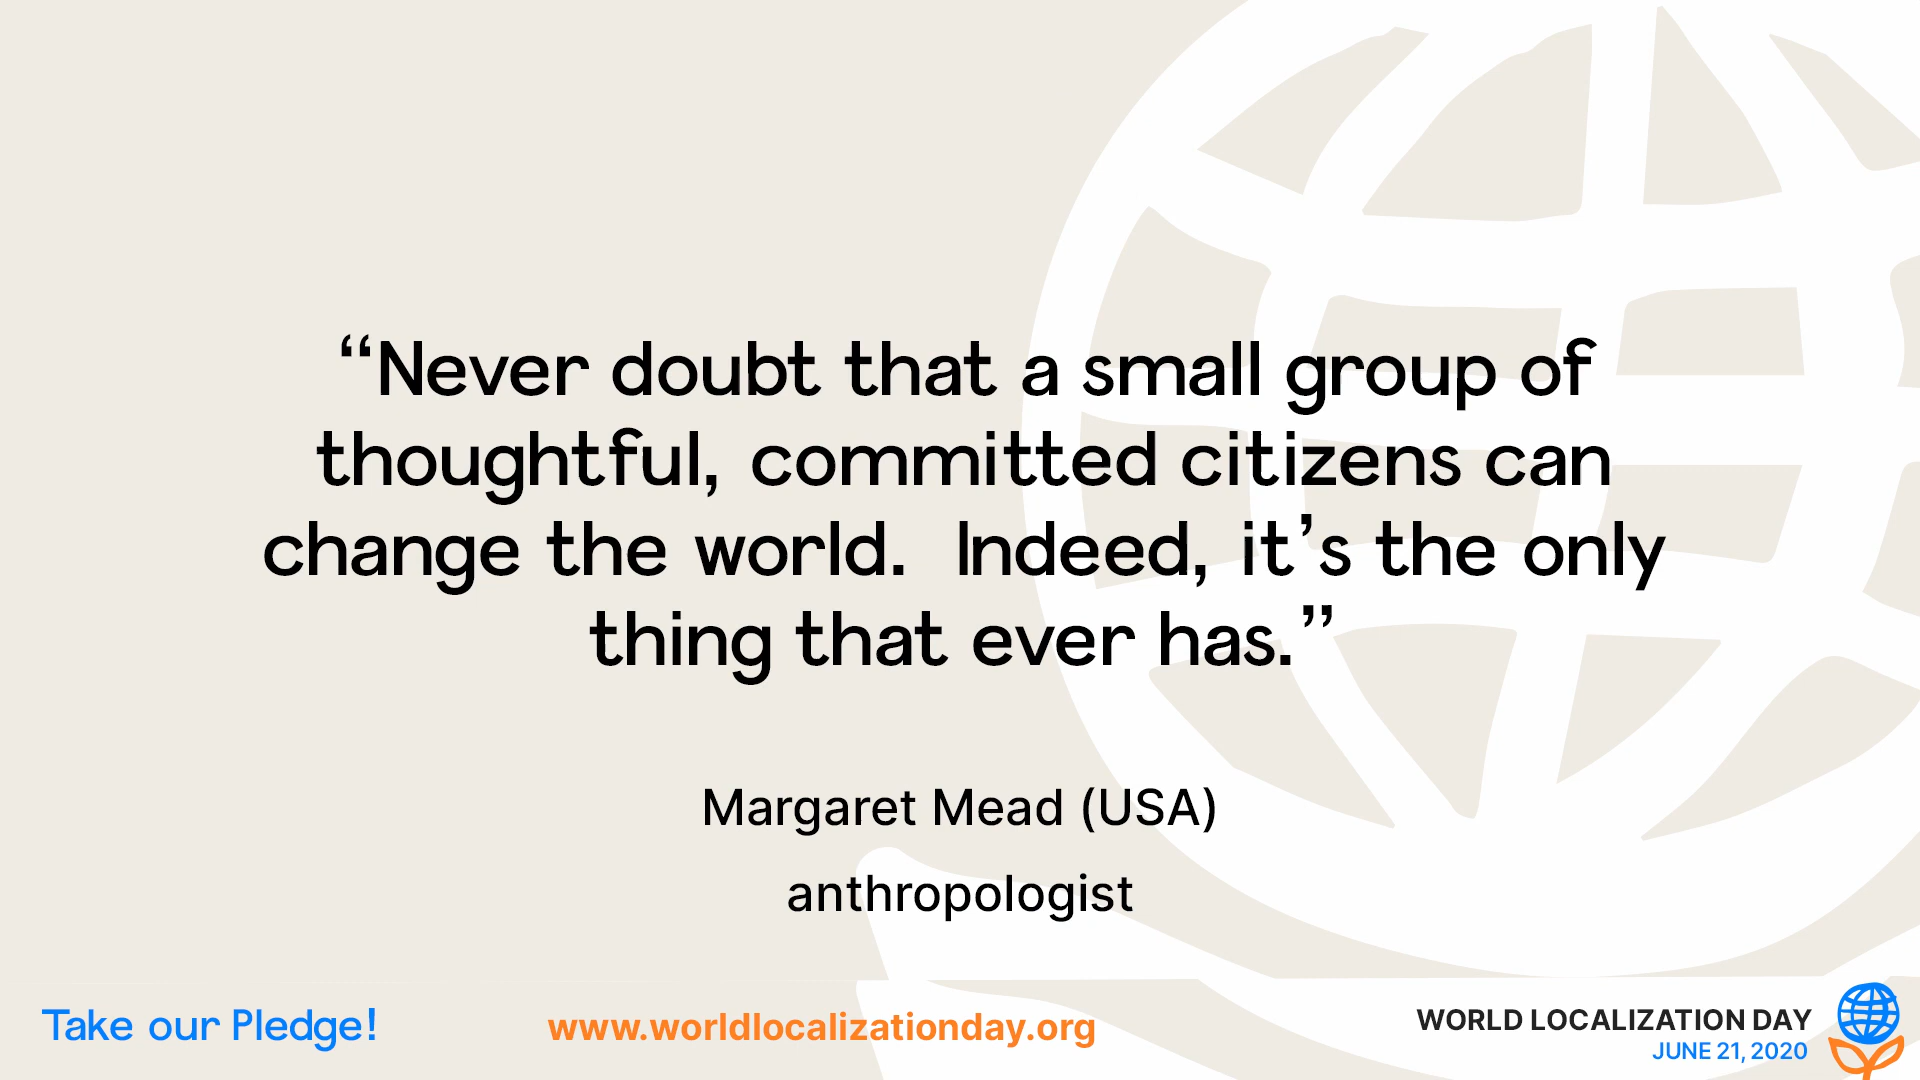 “Never doubt that a small group of
thoughtful, committed citizens can
change the world.  Indeed, it’s the only
thing that ever has.”
Margaret Mead (USA)
anthropologist
Take our Pledge!
www.worldlocalizationday.org
WORLD LOCALIZATION DAY
JUNE 21, 2020